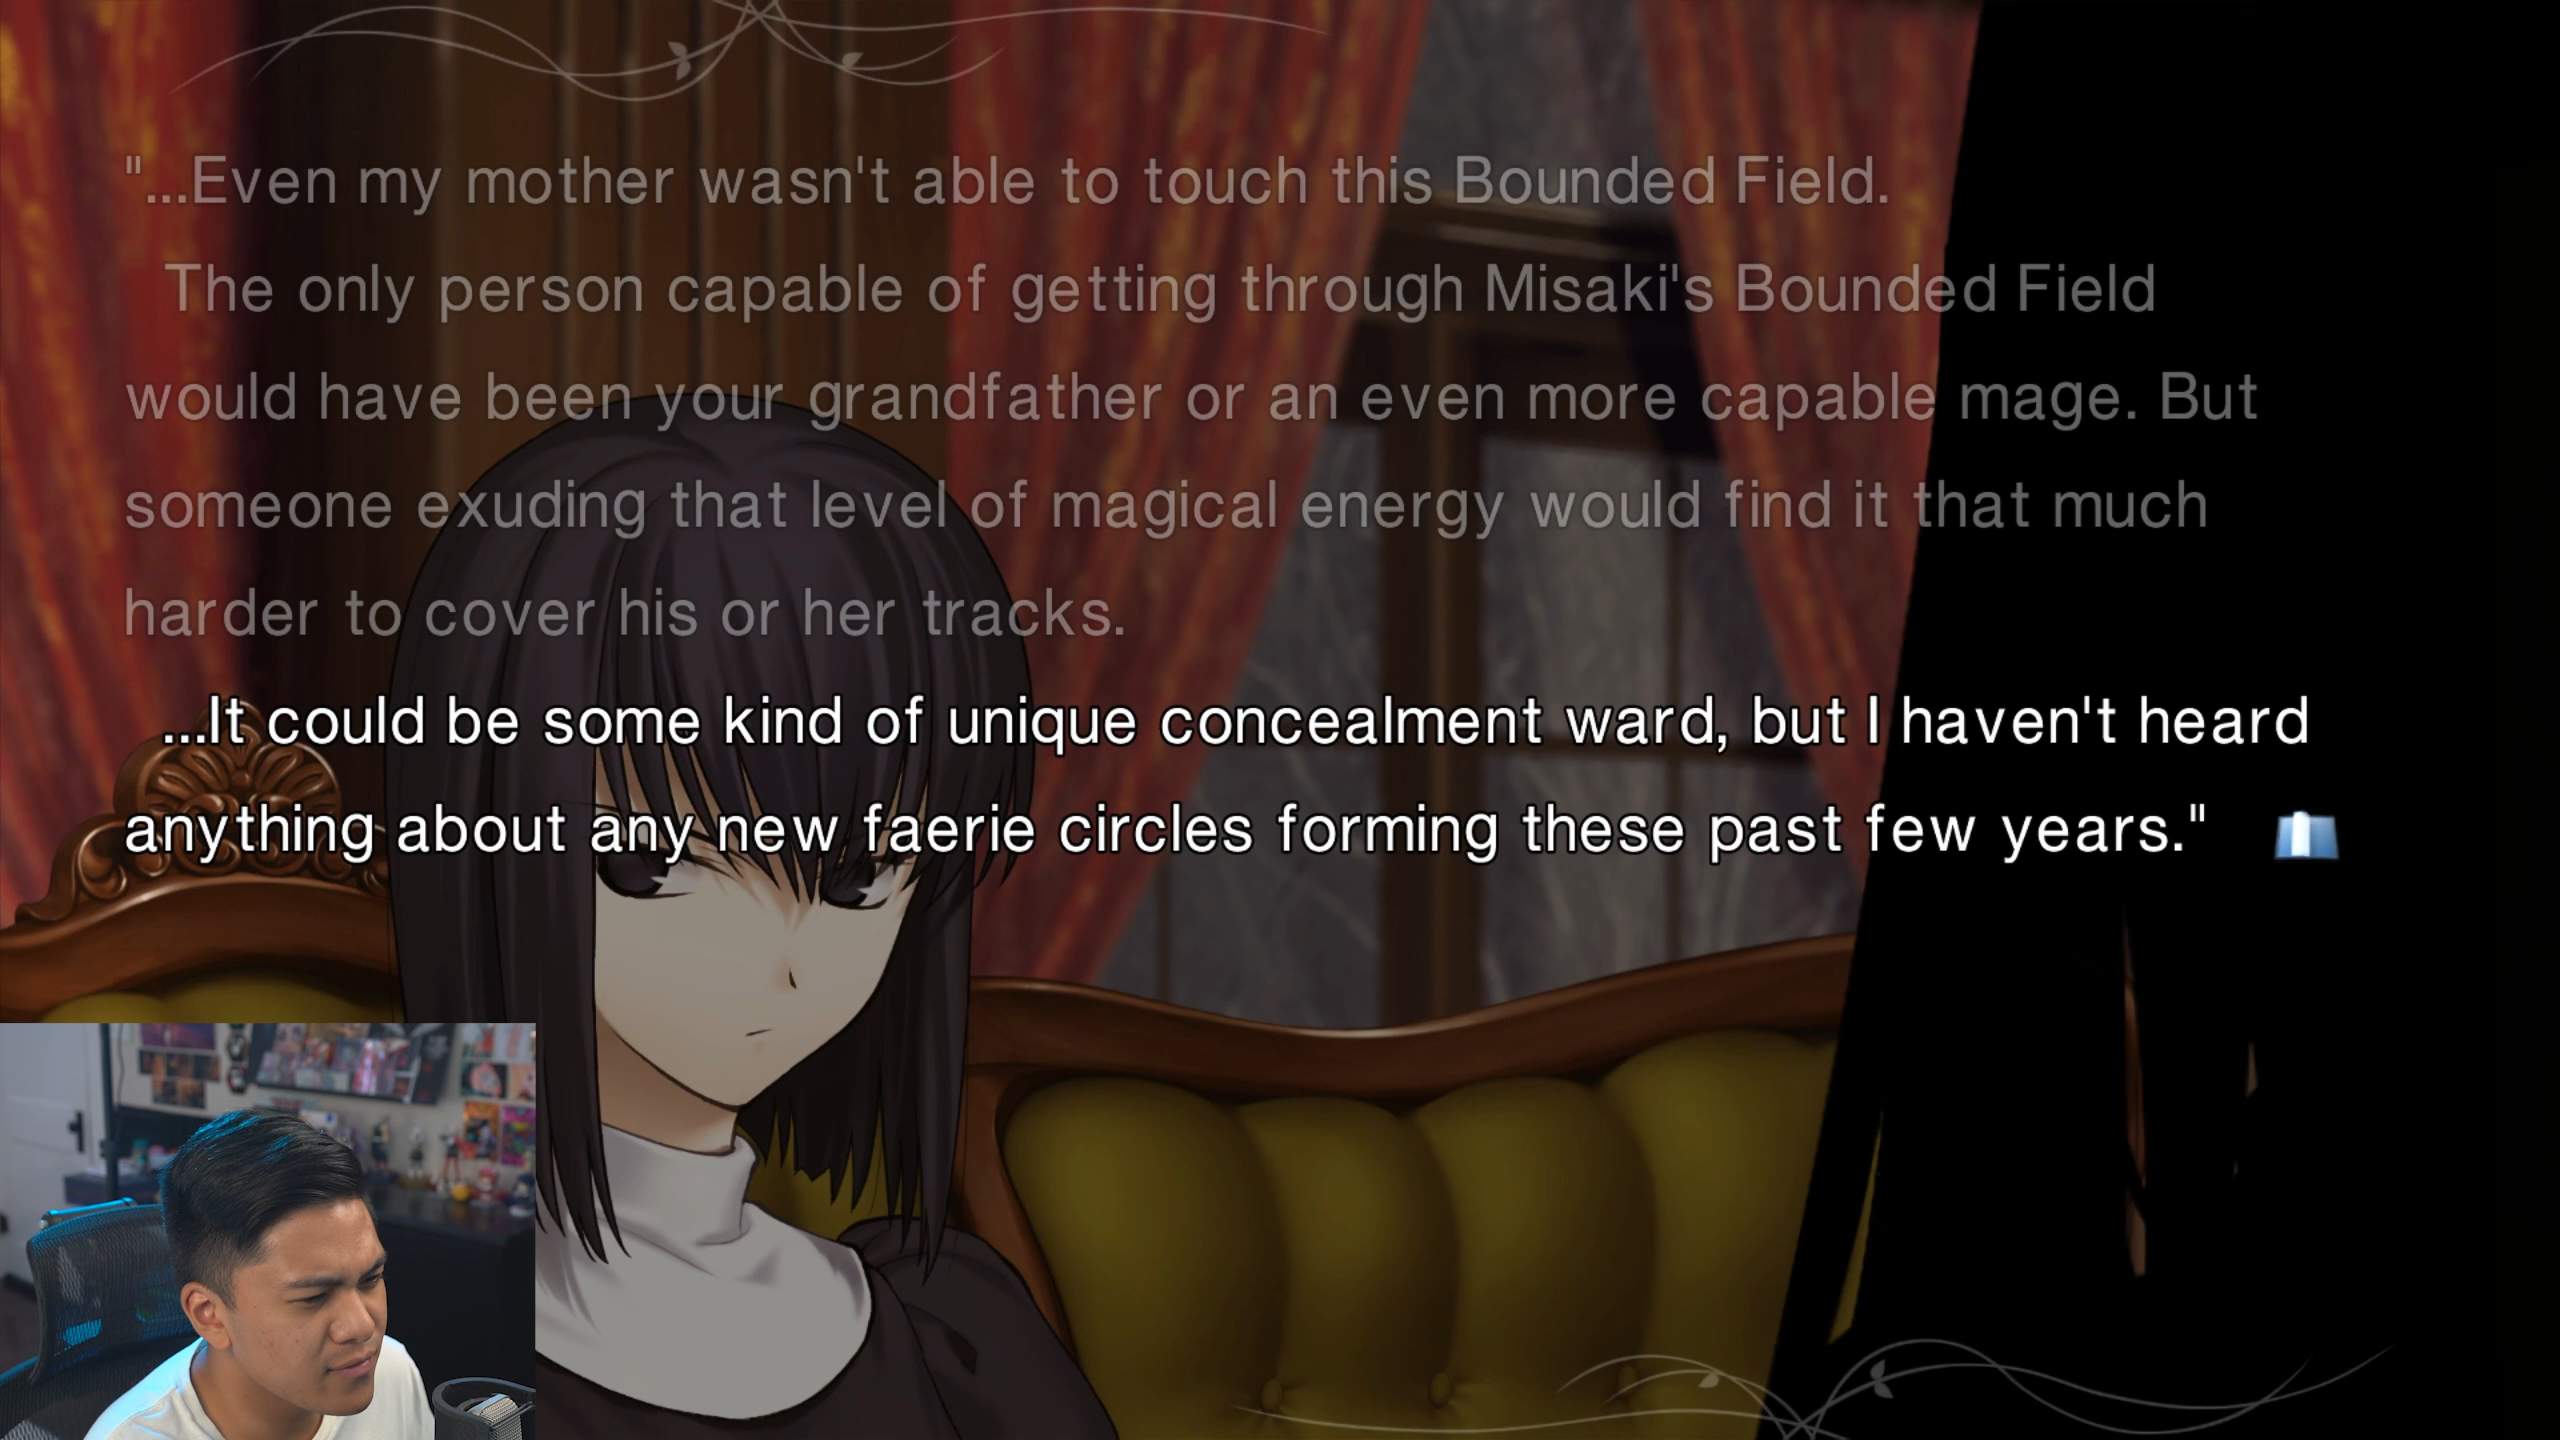 "...Even my mother wasn't able to touch this Bounded Field.
The only person capable of getting through Misaki's Bounded Field
would have been your grandfather or an even more capable mage. But
someone exuding that level of magical energy would find it that much
harder to cover his or her tracks.
...It could be some kind of unique concealment ward, but I haven't heard
anything about any new faerie circles forming these past few years."